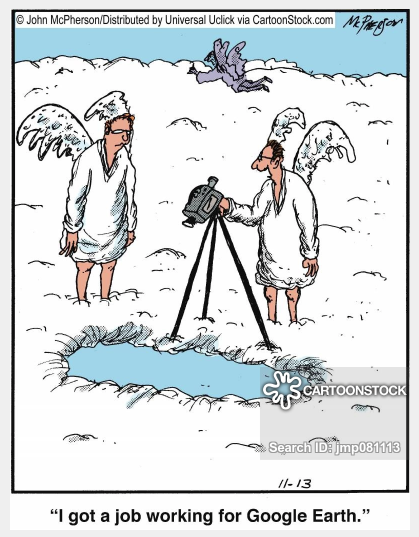 © John McPherson/Distributed by Universal Uclick via CartoonStock.com
McPHERSON
CARTOONSTOCK
.com
Search ID: jmp081113
11-13
“I got a job working for Google Earth.”